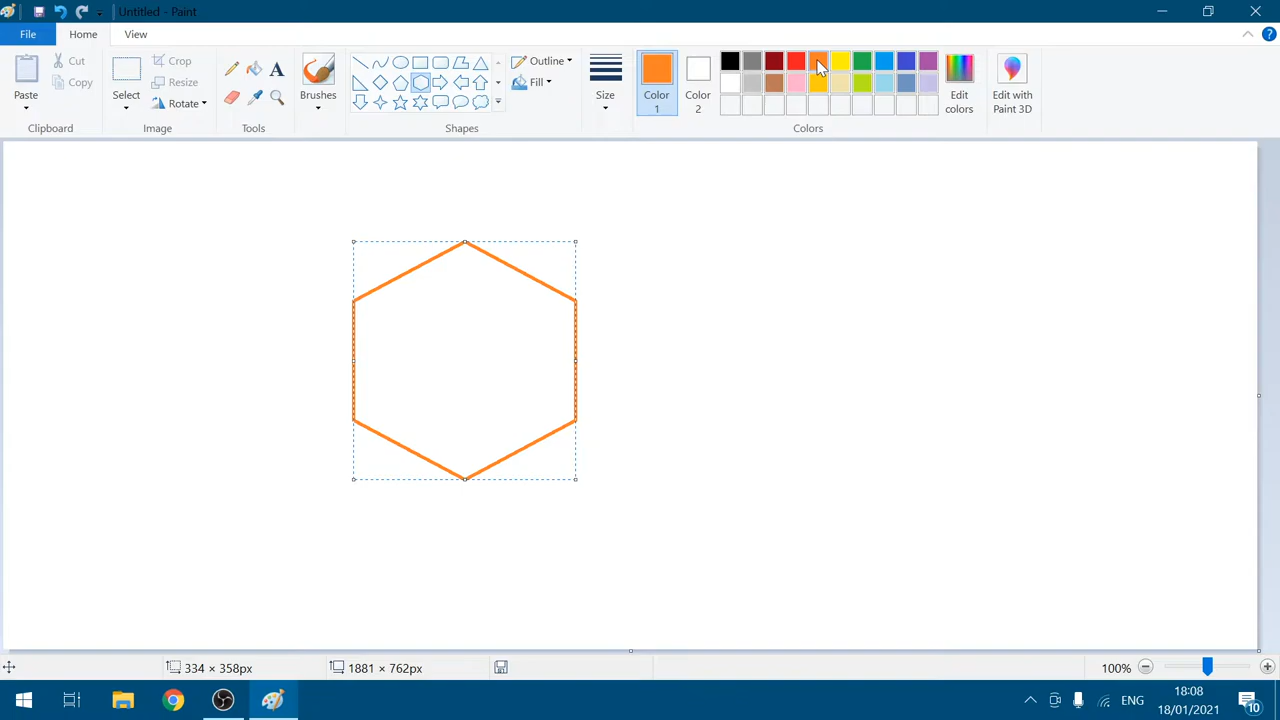 Untitled - Paint
File
Home
View
Paste
Cut
Copy
Clipboard
Select
Crop
Resize
Rotate
Image
A
Tools
Brushes
Outline
Fill
Shapes
Size
Color
1
Color
2
Edit
colors
Colors
Edit with
Paint 3D
?
334 × 358px
1881 × 762px
100%
ENG
18:08
18/01/2021
10